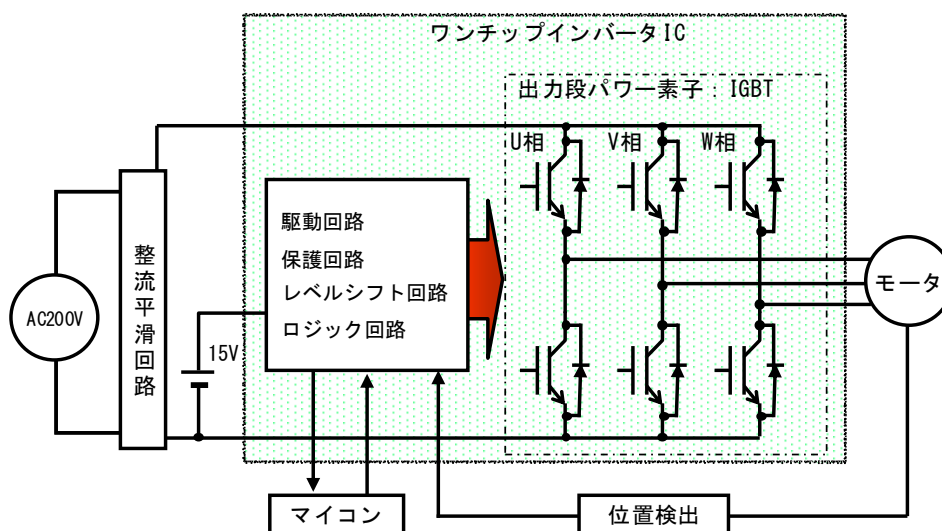 ワンチップインバータIC
出力段パワー素子：IGBT
U相
V相
W相
駆動回路
保護回路
レベルシフト回路
ロジック回路
整流平滑回路
AC200V
15V
モータ
マイコン
位置検出